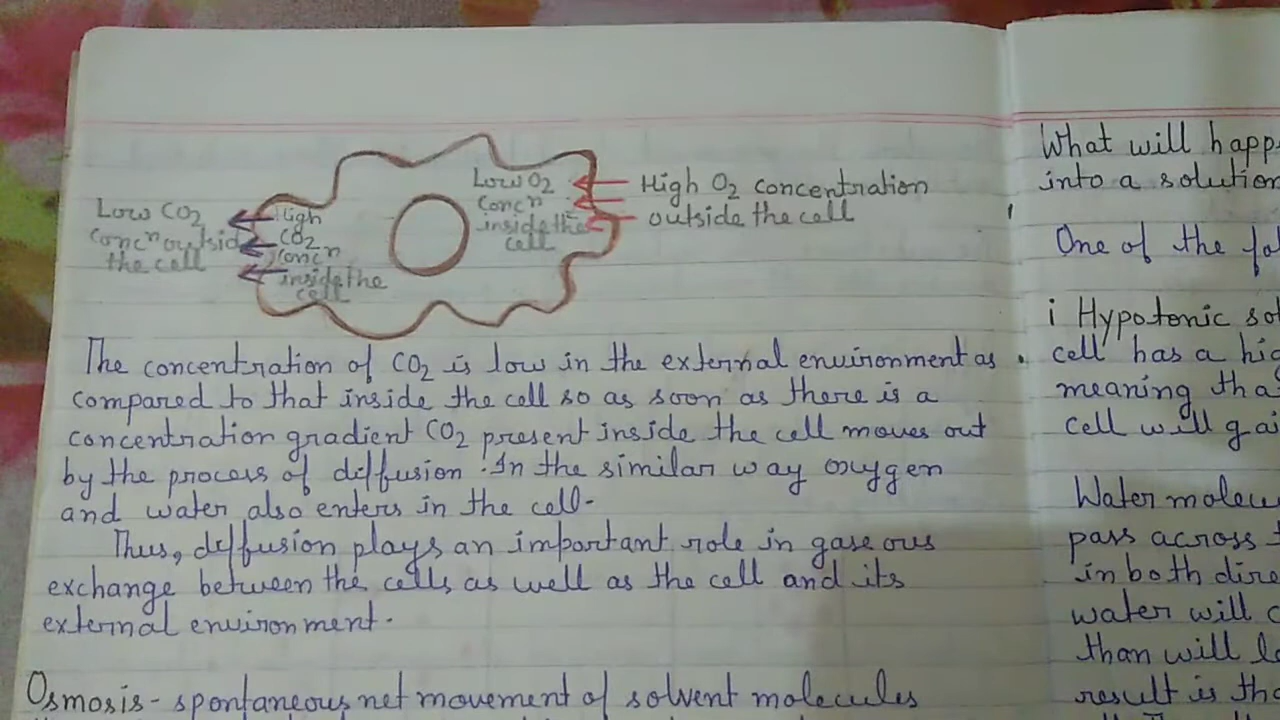 Low O2
Concn
inside the
cell
High O2 concentration
outside the cell
Low CO2
concn outside
the cell
High
CO2
concn
inside the
cell
The concentration of CO2 is low in the external environment as
compared to that inside the cell so as soon as there is a
concentration gradient CO2 present inside the cell moves out
by the process of diffusion. In the similar way oxygen
and water also enters in the cell-
Thus, diffusion plays an important role in gaseous
exchange between the cells as well as the cell and its
external environment.
Osmosis - spontaneous net movement of solvent molecules
What will happ
into a solution
One of the fo
i Hypotonic so
cell has a hig
meaning tha
cell will gai
Water molecu
pass across t
in both dire
water will
than will
result is tha